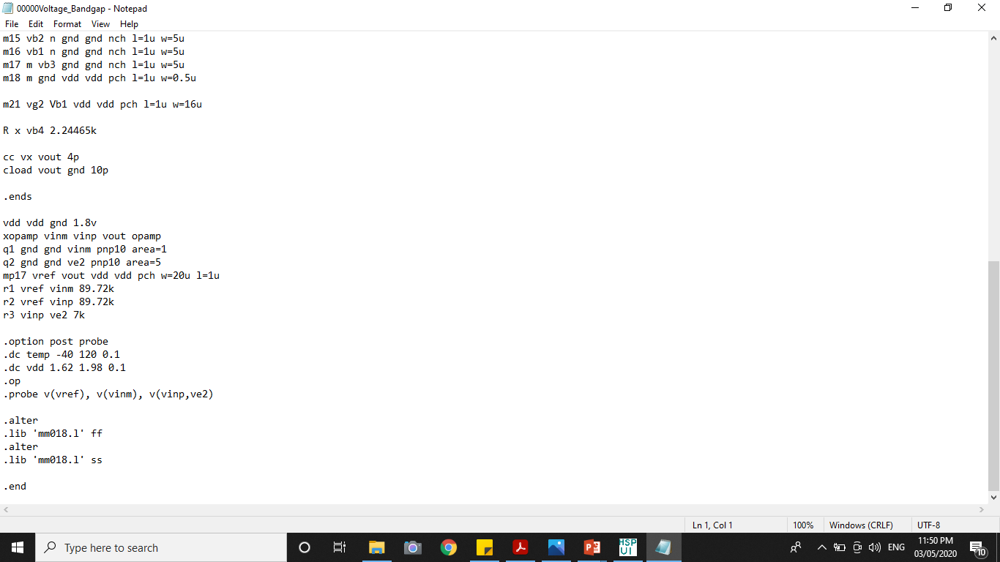 00000Voltage_Bandgap - Notepad
File Edit Format View Help
m15 vb2 n gnd gnd nch l=1u w=5u
m16 vb1 n gnd gnd nch l=1u w=5u
m17 m vb3 gnd gnd nch l=1u w=5u
m18 m gnd vdd vdd pch l=1u w=0.5u
m21 vg2 Vb1 vdd vdd pch l=1u w=16u
R x vb4 2.24465k
cc vx vout 4p
cload vout gnd 10p
.ends
vdd vdd gnd 1.8v
xopamp vinm vinp vout opamp
q1 gnd gnd vinm pnp10 area=1
q2 gnd gnd ve2 pnp10 area=5
mp17 vref vout vdd vdd pch w=20u l=1u
r1 vref vinm 89.72k
r2 vref vinp 89.72k
r3 vinp ve2 7k
.option post probe
.dc temp -40 120 0.1
.dc vdd 1.62 1.98 0.1
.op
.probe v(vref), v(vinm), v(vinp,ve2)
.alter
.lib 'mm018.l' ff
.alter
.lib 'mm018.l' ss
.end
Ln 1, Col 1 100% Windows (CRLF) UTF-8
Type here to search
HSP UI
ENG
11:50 PM
03/05/2020
10